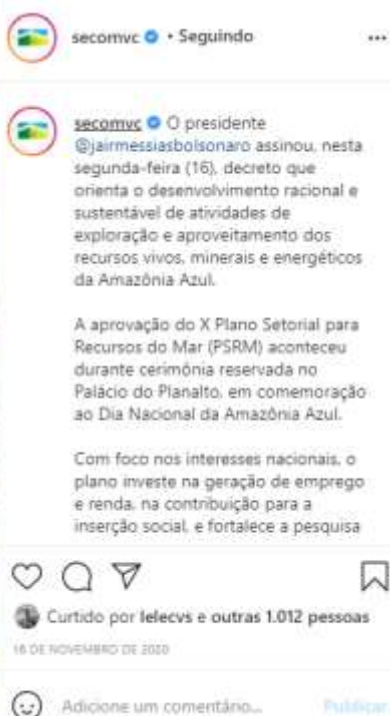 secomvc • Seguindo
secomvc O presidente
@jairmessiasbolsonaro assinou, nesta
segunda-feira (16), decreto que
orienta o desenvolvimento racional e
sustentável de atividades de
exploração e aproveitamento dos
recursos vivos, minerais e energéticos
da Amazônia Azul.
A aprovação do X Plano Setorial para
Recursos do Mar (PSRM) aconteceu
durante cerimônia reservada no
Palácio do Planalto, em comemoração
ao Dia Nacional da Amazônia Azul.
Com foco nos interesses nacionais, o
plano investe na geração de emprego
e renda, na contribuição para a
inserção social, e fortalece a pesquisa
Curtido por lelecvs e outras 1.012 pessoas
16 DE NOVEMBRO DE 2020
Adicione um comentário... Publicar